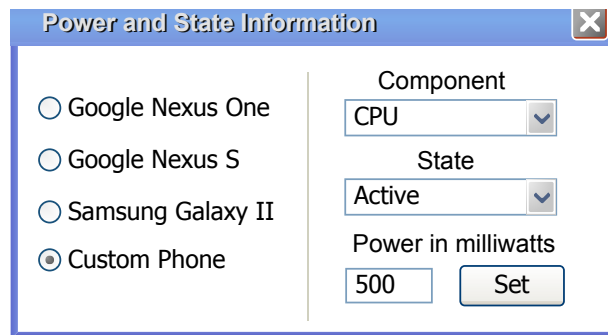 Power and State Information
Google Nexus One
Google Nexus S
Samsung Galaxy II
Custom Phone
Component
CPU
State
Active
Power in milliwatts
500
Set